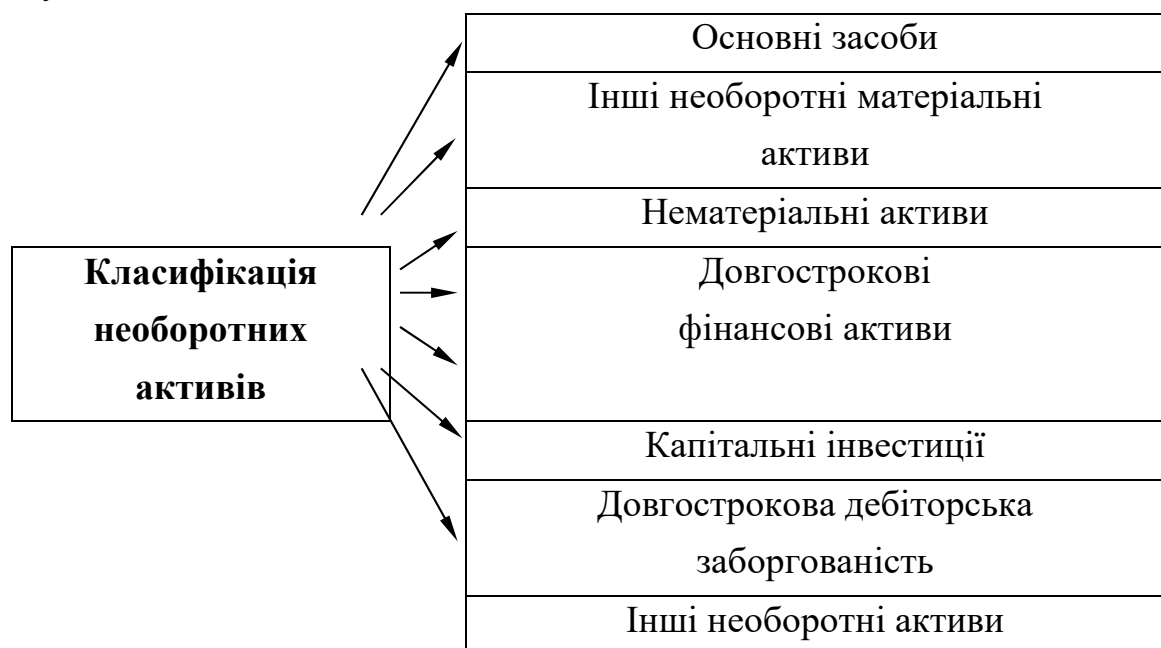 Класифікація
необоротних
активів
Основні засоби
Інші необоротні матеріальні
активи
Нематеріальні активи
Довгострокові
фінансові активи
Капітальні інвестиції
Довгострокова дебіторська
заборгованість
Інші необоротні активи